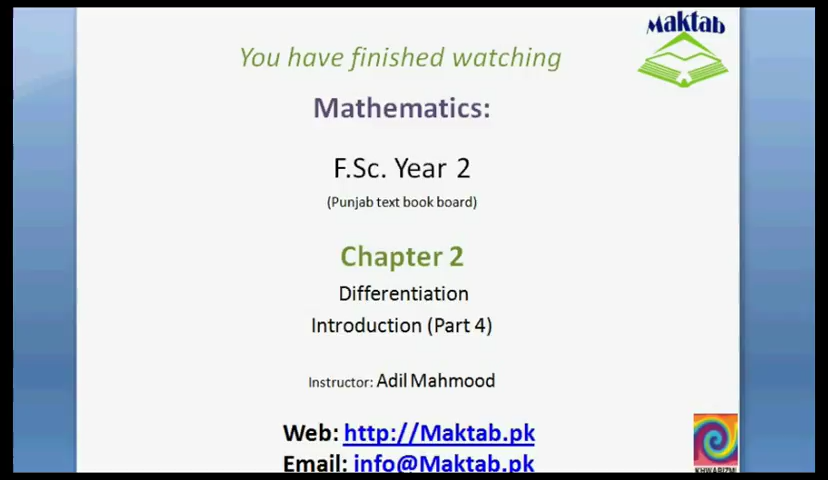 Maktab
You have finished watching
Mathematics:
F.Sc. Year 2
(Punjab text book board)
Chapter 2
Differentiation
Introduction (Part 4)
Instructor: Adil Mahmood
Web: http://Maktab.pk
Email: info@Maktab.pk
KHWARIZMI